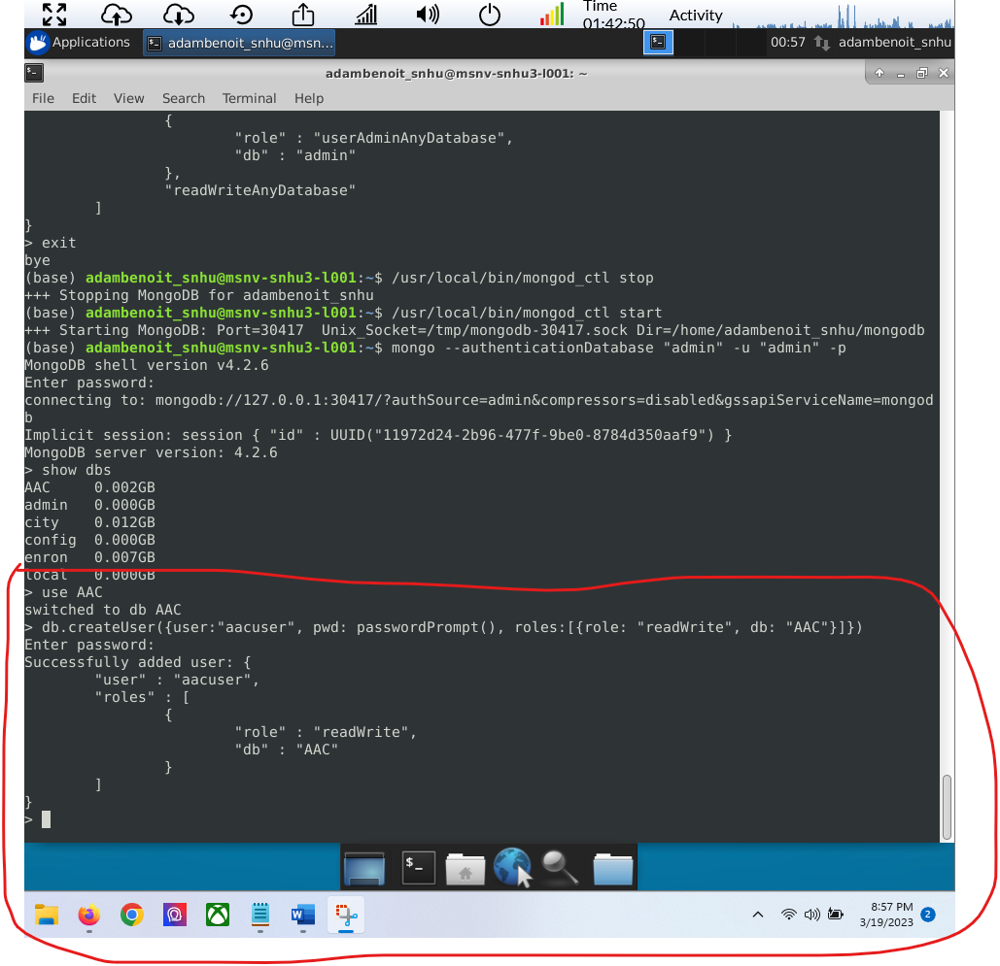 Time
01:42:50
Activity
Applications
adambenoit_snhu@msn...
00:57
adambenoit_snhu
adambenoit_snhu@msnv-snhu3-l001: ~
File Edit View Search Terminal Help
{
"role" : "userAdminAnyDatabase",
"db" : "admin"
},
"readWriteAnyDatabase"
]
}
> exit
bye
(base) adambenoit_snhu@msnv-snhu3-l001:~$ /usr/local/bin/mongod_ctl stop
+++ Stopping MongoDB for adambenoit_snhu
(base) adambenoit_snhu@msnv-snhu3-l001:~$ /usr/local/bin/mongod_ctl start
+++ Starting MongoDB: Port=30417  Unix_Socket=/tmp/mongodb-30417.sock Dir=/home/adambenoit_snhu/mongodb
(base) adambenoit_snhu@msnv-snhu3-l001:~$ mongo --authenticationDatabase "admin" -u "admin" -p
MongoDB shell version v4.2.6
Enter password:
connecting to: mongodb://127.0.0.1:30417/?authSource=admin&compressors=disabled&gssapiServiceName=mongod
b
Implicit session: session { "id" : UUID("11972d24-2b96-477f-9be0-8784d350aaf9") }
MongoDB server version: 4.2.6
> show dbs
AAC     0.002GB
admin   0.000GB
city    0.012GB
config  0.000GB
enron   0.007GB
local   0.000GB
> use AAC
switched to db AAC
> db.createUser({user:"aacuser", pwd: passwordPrompt(), roles:[{role: "readWrite", db: "AAC"}]})
Enter password:
Successfully added user: {
"user" : "aacuser",
"roles" : [
{
"role" : "readWrite",
"db" : "AAC"
}
]
}
>
8:57 PM
3/19/2023
2